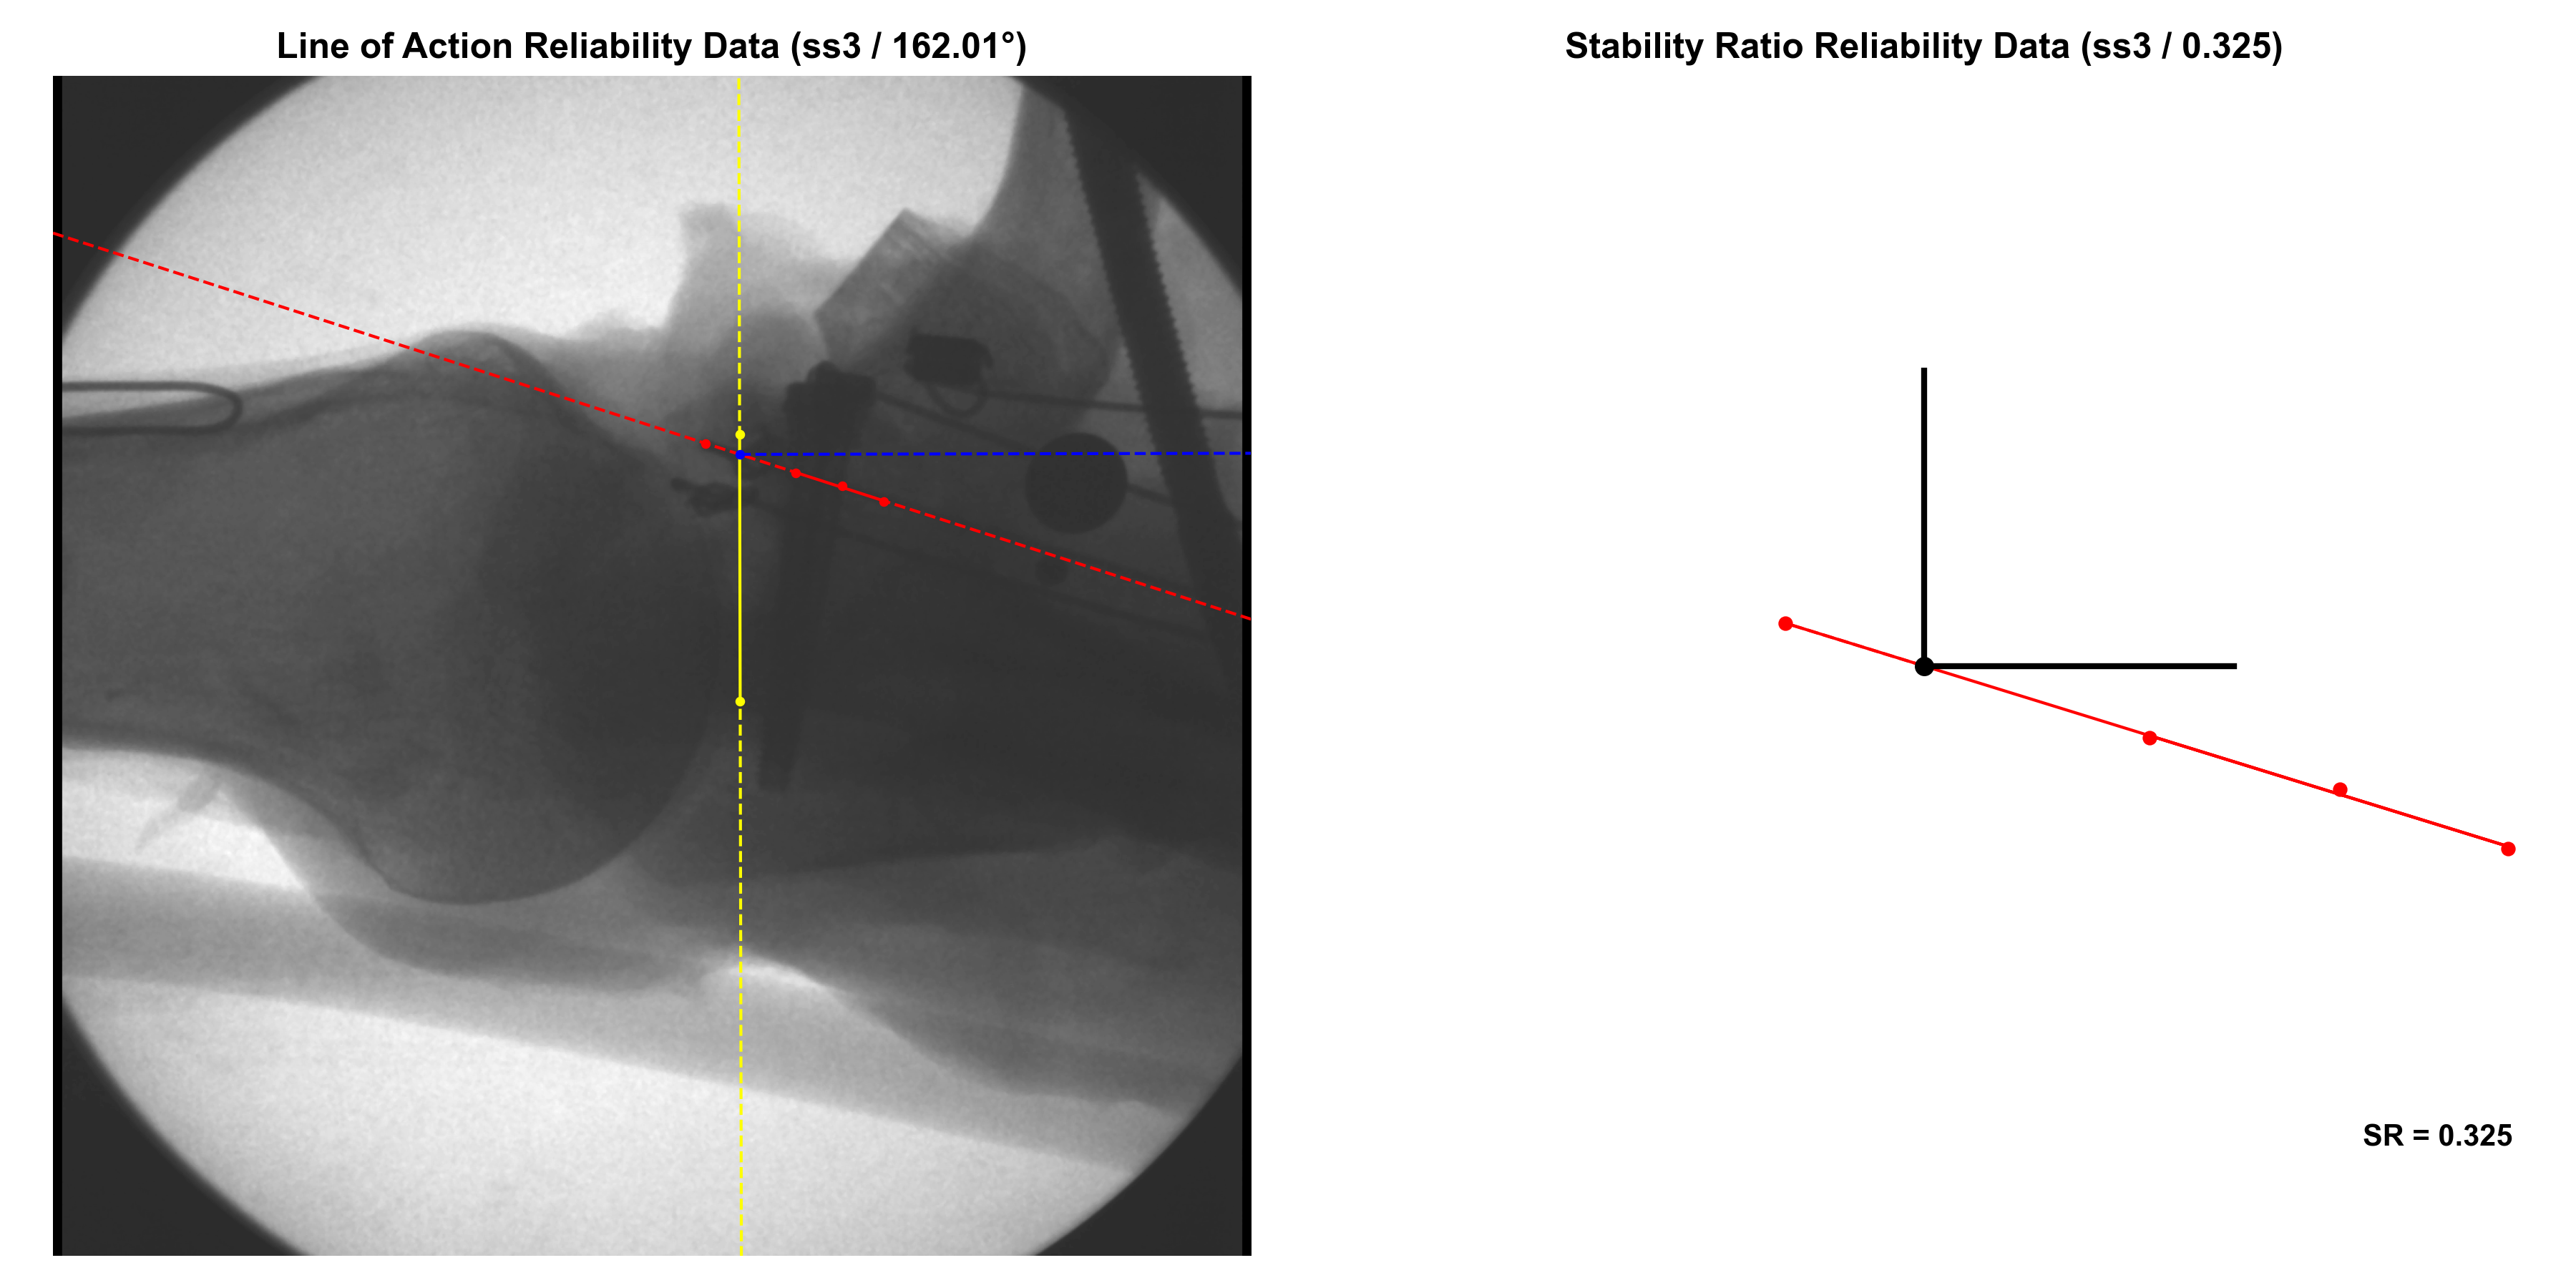 Line of Action Reliability Data (ss3 / 162.01°)
Stability Ratio Reliability Data (ss3 / 0.325)
SR = 0.325